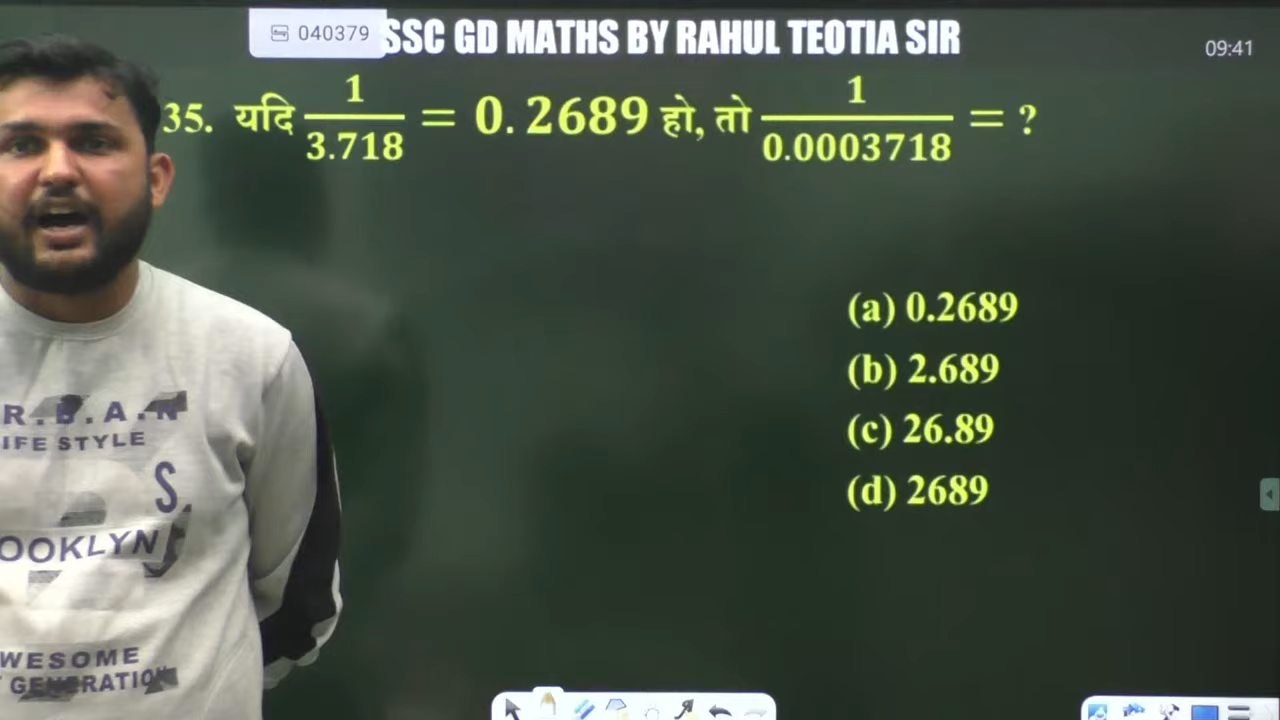 040379
SSC GD MATHS BY RAHUL TEOTIA SIR
09:41
35. यदि 1/3.718 = 0.2689 हो, तो 1/0.0003718 = ?
(a) 0.2689
(b) 2.689
(c) 26.89
(d) 2689
R.B.A.N
IFE STYLE
S
OOKLYN
WESOME
GENERATION